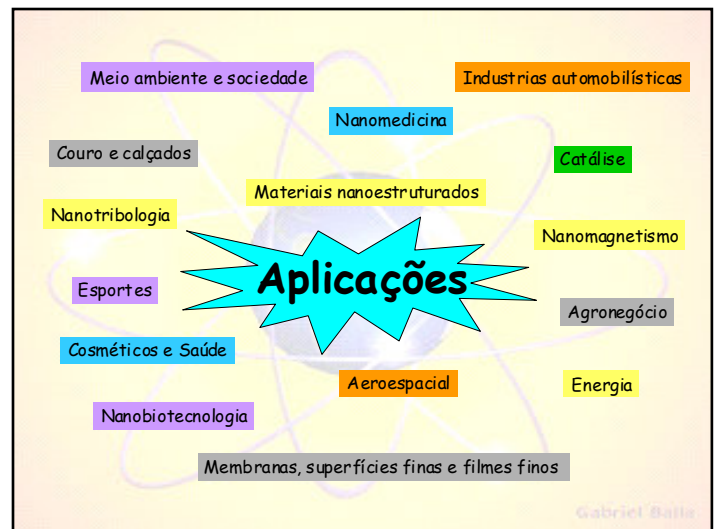 Meio ambiente e sociedade
Industrias automobilísticas
Nanomedicina
Couro e calçados
Catálise
Materiais nanoestruturados
Nanotribologia
Nanomagnetismo
Aplicações
Esportes
Agronegócio
Cosméticos e Saúde
Aeroespacial
Energia
Nanobiotecnologia
Membranas, superfícies finas e filmes finos
Gabriel Balla